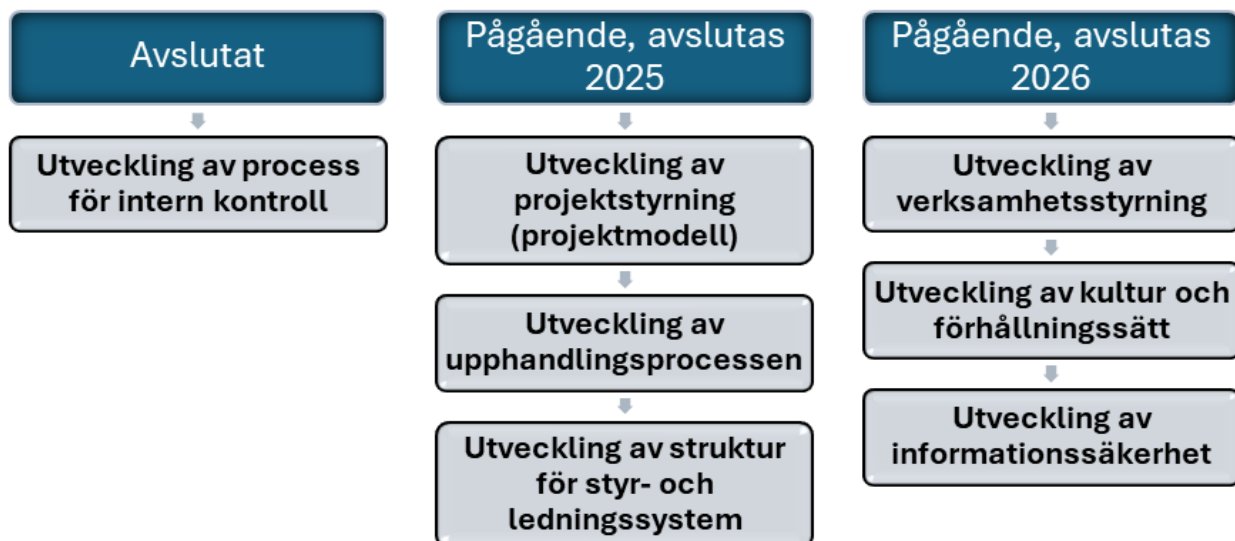 Avslutat
Utveckling av process
för intern kontroll
Pågående, avslutas
2025
Utveckling av
projektstyrning
(projektmodell)
Utveckling av
upphandlingsprocessen
Utveckling av struktur
för styr- och
ledningssystem
Pågående, avslutas
2026
Utveckling av
verksamhetsstyrning
Utveckling av kultur och
förhållningssätt
Utveckling av
informationssäkerhet